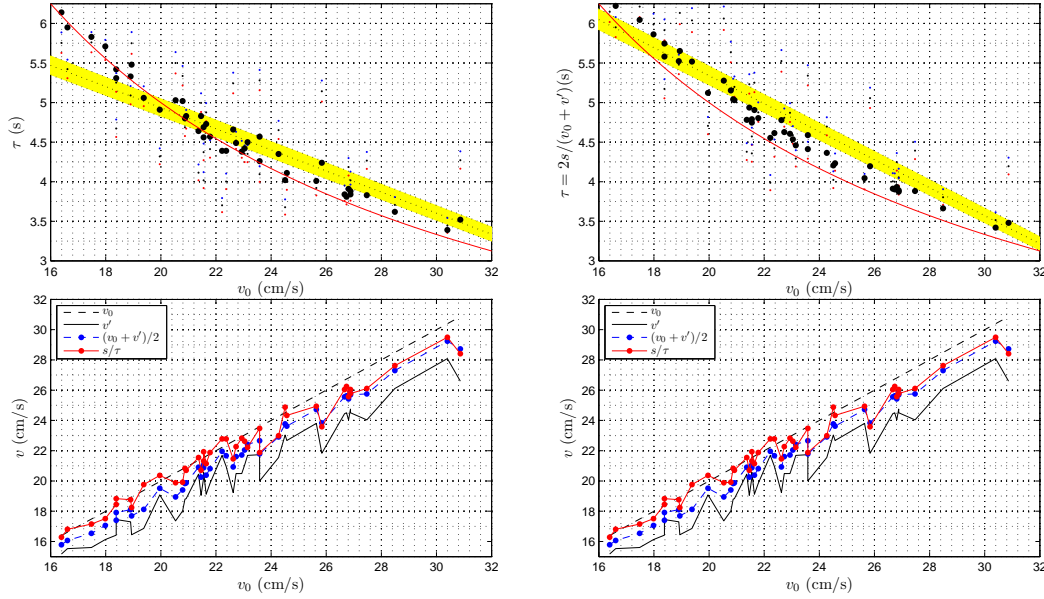 6
5.5
5
4.5
4
3.5
3
τ (s)
16 18 20 22 24 26 28 30 32
v₀ (cm/s)
6
5.5
5
4.5
4
3.5
3
τ = 2s/(v₀ + v′)(s)
16 18 20 22 24 26 28 30 32
v₀ (cm/s)
32
30
28
26
24
22
20
18
16
v (cm/s)
v₀
v′
(v₀ + v′)/2
s/τ
16 18 20 22 24 26 28 30 32
v₀ (cm/s)
32
30
28
26
24
22
20
18
16
v (cm/s)
v₀
v′
(v₀ + v′)/2
s/τ
16 18 20 22 24 26 28 30 32
v₀ (cm/s)